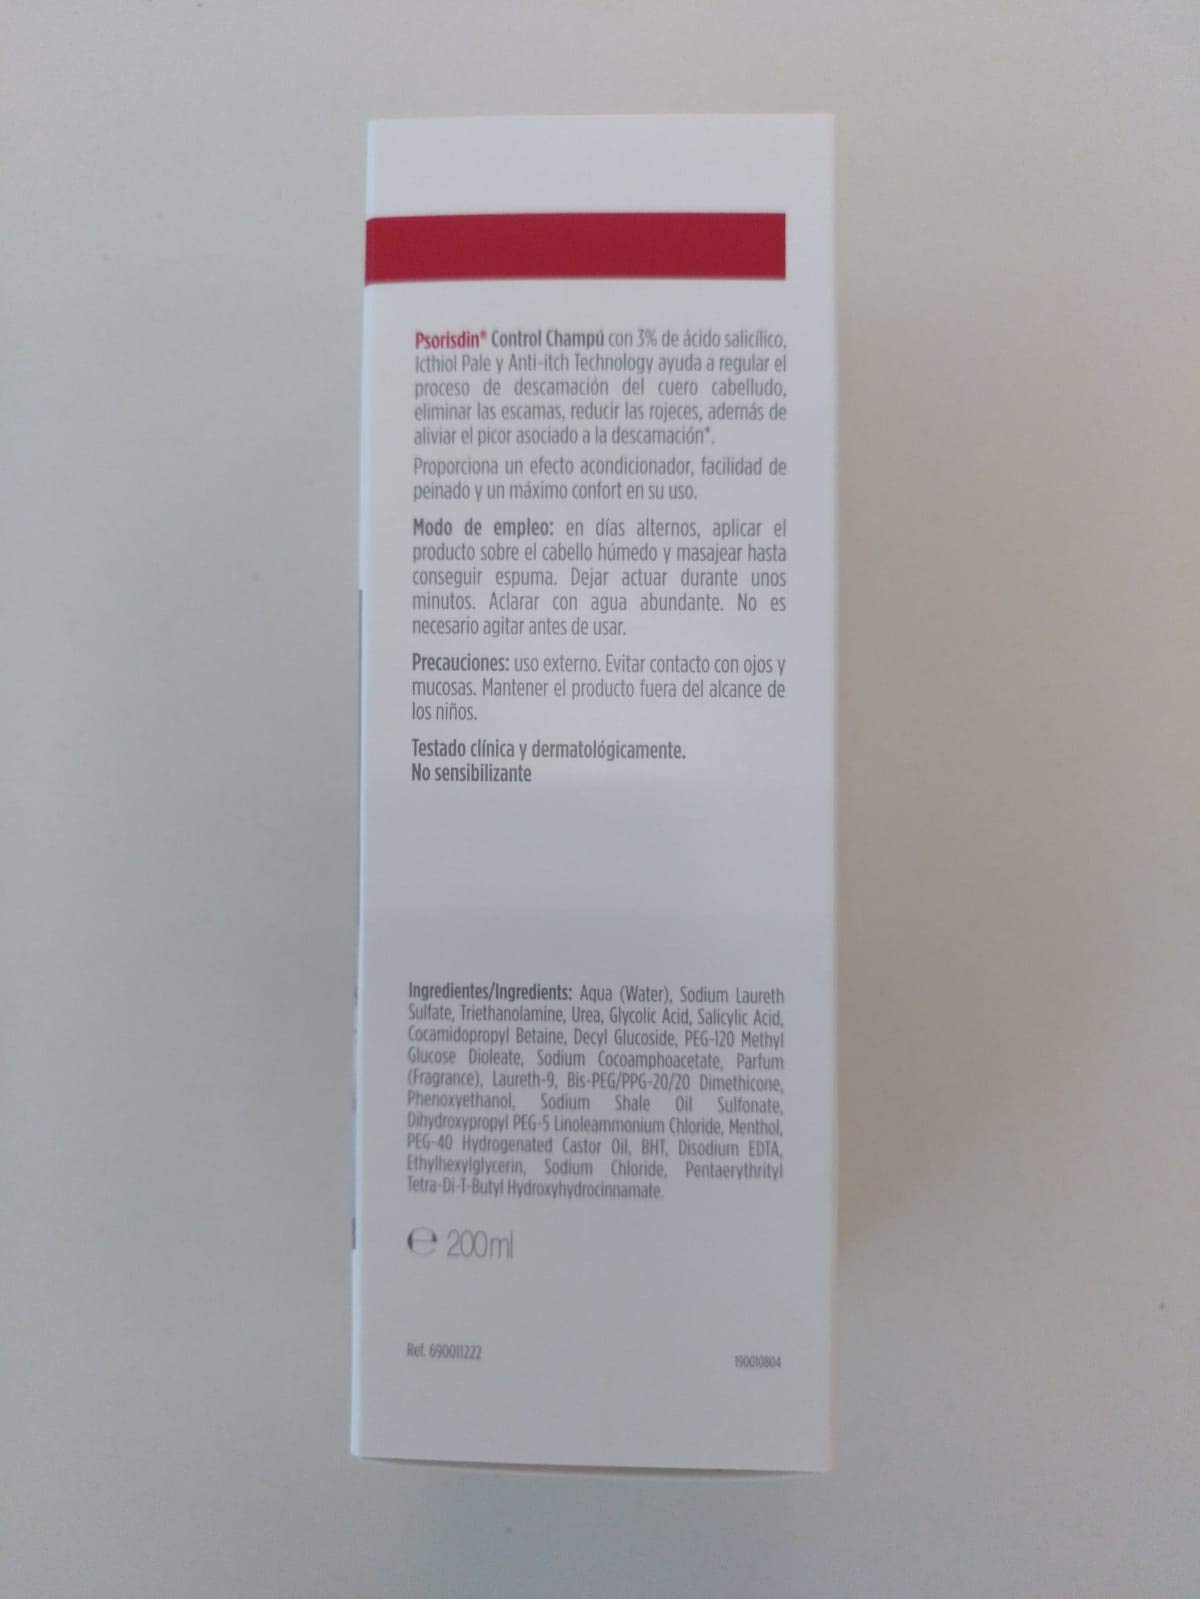 Psorisdin® Control Champú con 3% de ácido salicílico,
Icthiol Pale y Anti-itch Technology ayuda a regular el
proceso de descamación del cuero cabelludo,
eliminar las escamas, reducir las rojeces, además de
aliviar el picor asociado a la descamación*.
Proporciona un efecto acondicionador, facilidad de
peinado y un máximo confort en su uso.
Modo de empleo: en días alternos, aplicar el
producto sobre el cabello húmedo y masajear hasta
conseguir espuma. Dejar actuar durante unos
minutos. Aclarar con agua abundante. No es
necesario agitar antes de usar.
Precauciones: uso externo. Evitar contacto con ojos y
mucosas. Mantener el producto fuera del alcance de
los niños.
Testado clínica y dermatológicamente.
No sensibilizante
Ingredientes/Ingredients: Aqua (Water), Sodium Laureth
Sulfate, Triethanolamine, Urea, Glycolic Acid, Salicylic Acid,
Cocamidopropyl Betaine, Decyl Glucoside, PEG-120 Methyl
Glucose Dioleate, Sodium Cocoamphoacetate, Parfum
(Fragrance), Laureth-9, Bis-PEG/PPG-20/20 Dimethicone,
Phenoxyethanol, Sodium Shale Oil Sulfonate,
Dihydroxypropyl PEG-5 Linoleammonium Chloride, Menthol,
PEG-40 Hydrogenated Castor Oil, BHT, Disodium EDTA,
Ethylhexylglycerin, Sodium Chloride, Pentaerythrityl
Tetra-Di-T-Butyl Hydroxyhydrocinnamate.
℮ 200ml
Ref. 690011222
190010804